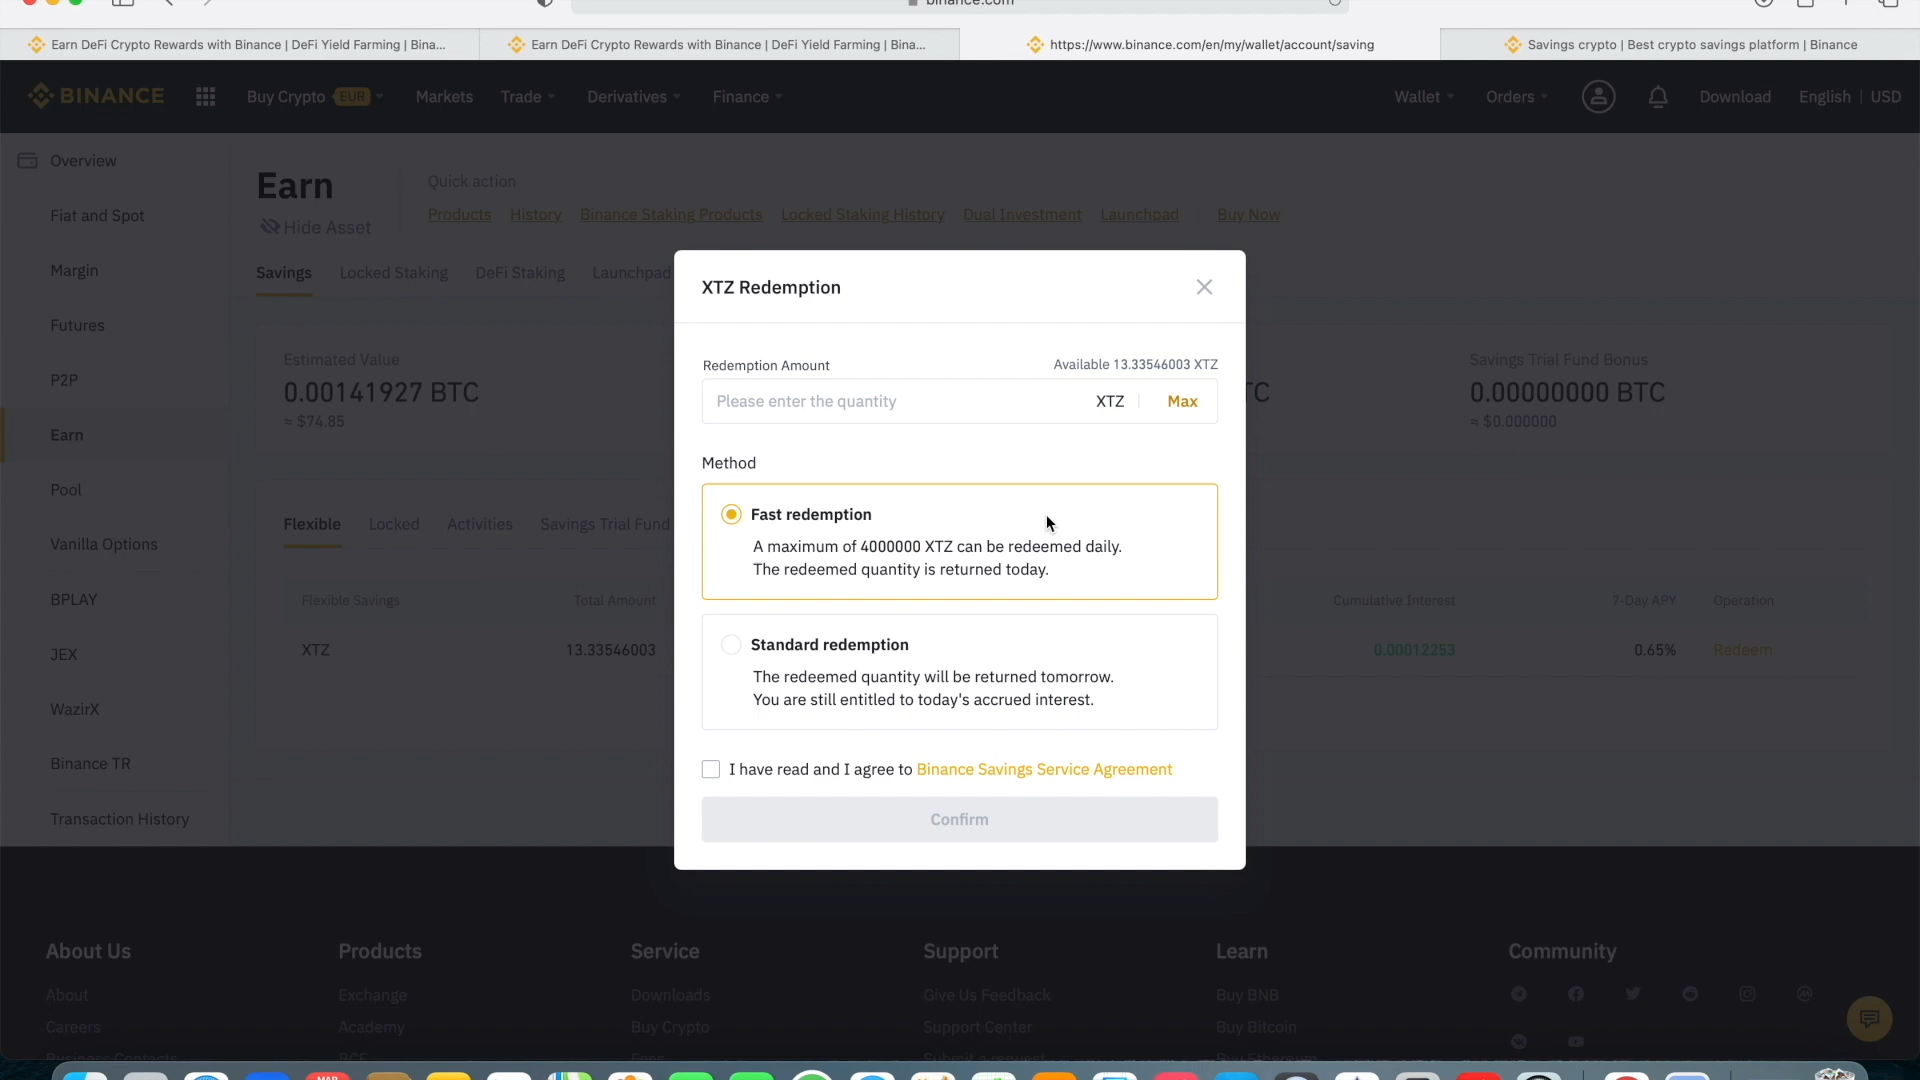 binance.com
Earn DeFi Crypto Rewards with Binance | DeFi Yield Farming | Bina...
Earn DeFi Crypto Rewards with Binance | DeFi Yield Farming | Bina...
https://www.binance.com/en/my/wallet/account/saving
Savings crypto | Best crypto savings platform | Binance
BINANCE
Buy Crypto EUR
Markets
Trade
Derivatives
Finance
Wallet
Orders
Download
English | USD
Overview
Fiat and Spot
Margin
Futures
P2P
Earn
Pool
Vanilla Options
BPLAY
JEX
WazirX
Binance TR
Transaction History
Earn
Hide Asset
Quick action
Products History Binance Staking Products Locked Staking History Dual Investment Launchpad Buy Now
Savings Locked Staking DeFi Staking Launchpad
Estimated Value
0.00141927 BTC
≈ $74.85
TC
Savings Trial Fund Bonus
0.00000000 BTC
≈ $0.000000
Flexible Locked Activities Savings Trial Fund
Flexible Savings Total Amount Cumulative Interest 7-Day APY Operation
XTZ 13.33546003 0.00012253 0.65% Redeem
XTZ Redemption
Redemption Amount
Available 13.33546003 XTZ
Please enter the quantity XTZ Max
Method
Fast redemption
A maximum of 4000000 XTZ can be redeemed daily.
The redeemed quantity is returned today.
Standard redemption
The redeemed quantity will be returned tomorrow.
You are still entitled to today's accrued interest.
I have read and I agree to Binance Savings Service Agreement
Confirm
About Us
About
Careers
Business Contacts
Products
Exchange
Academy
Service
Downloads
Buy Crypto
Fees
Support
Give Us Feedback
Support Center
Submit a request
Learn
Buy BNB
Buy Bitcoin
Buy Ethereum
Community
MAR